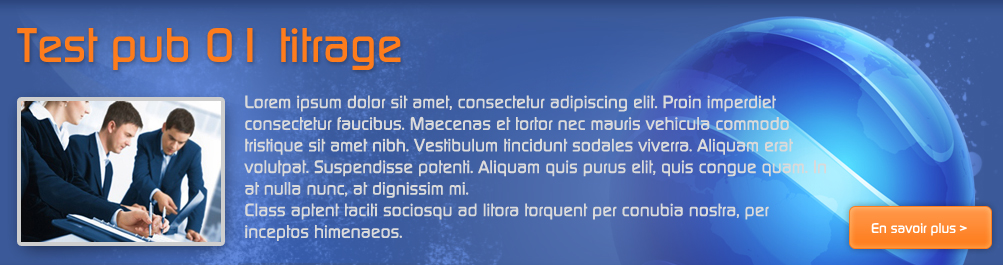 Test pub 01 titrage
Lorem ipsum dolor sit amet, consectetur adipiscing elit. Proin imperdiet
consectetur faucibus. Maecenas et tortor nec mauris vehicula commodo
tristique sit amet nibh. Vestibulum tincidunt sodales viverra. Aliquam erat
volutpat. Suspendisse potenti. Aliquam quis purus elit, quis congue quam. In
at nulla nunc, at dignissim mi.
Class aptent taciti sociosqu ad litora torquent per conubia nostra, per
inceptos himenaeos.
En savoir plus >